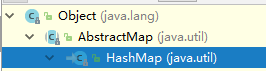 Object (java.lang)
AbstractMap (java.util)
HashMap (java.util)